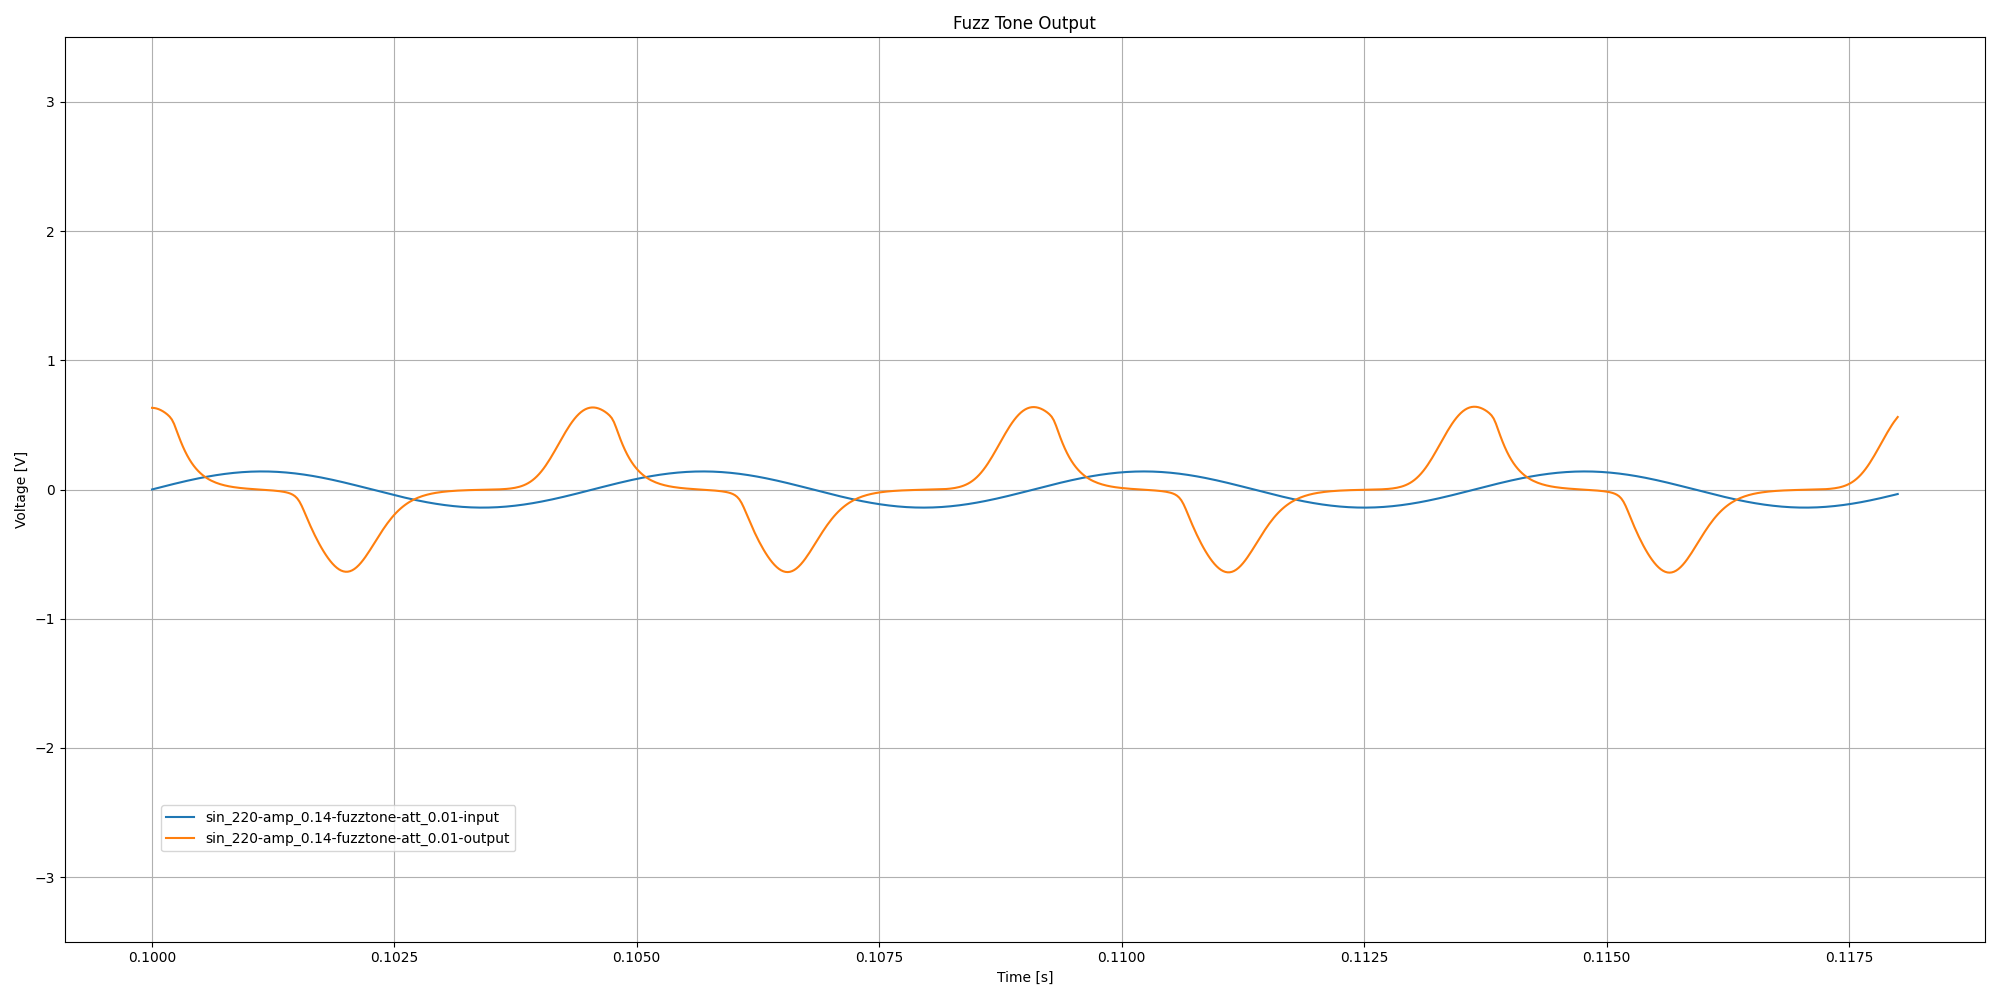 Fuzz Tone Output
Voltage [V]
3
2
1
0
−1
−2
−3
sin_220-amp_0.14-fuzztone-att_0.01-input
sin_220-amp_0.14-fuzztone-att_0.01-output
0.1000 0.1025 0.1050 0.1075 0.1100 0.1125 0.1150 0.1175
Time [s]